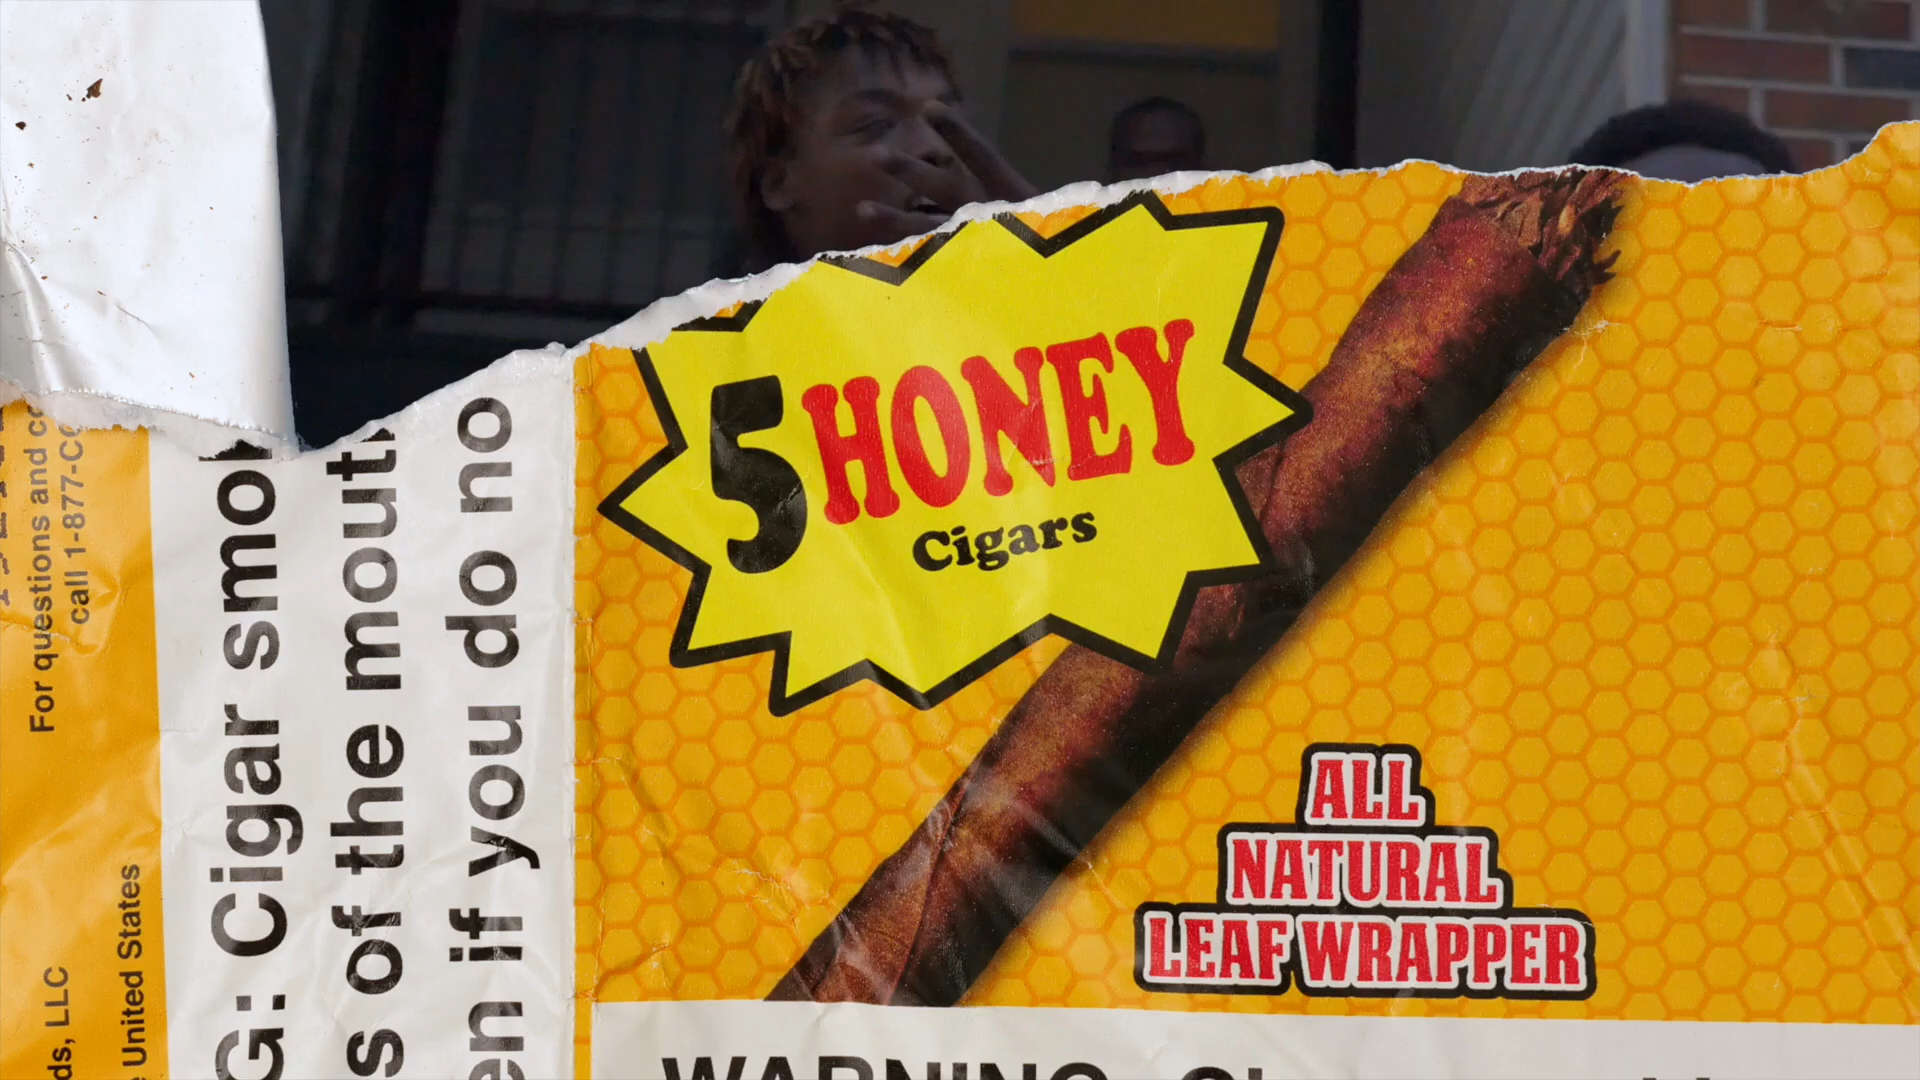 5 HONEY
Cigars
ALL
NATURAL
LEAF WRAPPER
WARNING:
G: Cigar smo
s of the mout
en if you do no
For questions and co
call 1-877-C
United States
ds, LLC